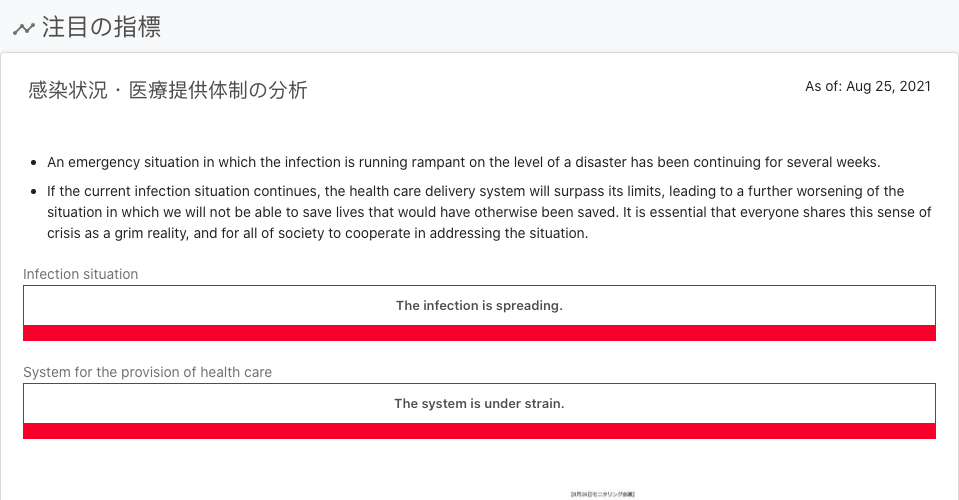 注目の指標
感染状況・医療提供体制の分析
As of: Aug 25, 2021
An emergency situation in which the infection is running rampant on the level of a disaster has been continuing for several weeks.
If the current infection situation continues, the health care delivery system will surpass its limits, leading to a further worsening of the
situation in which we will not be able to save lives that would have otherwise been saved. It is essential that everyone shares this sense of
crisis as a grim reality, and for all of society to cooperate in addressing the situation.
Infection situation
The infection is spreading.
System for the provision of health care
The system is under strain.